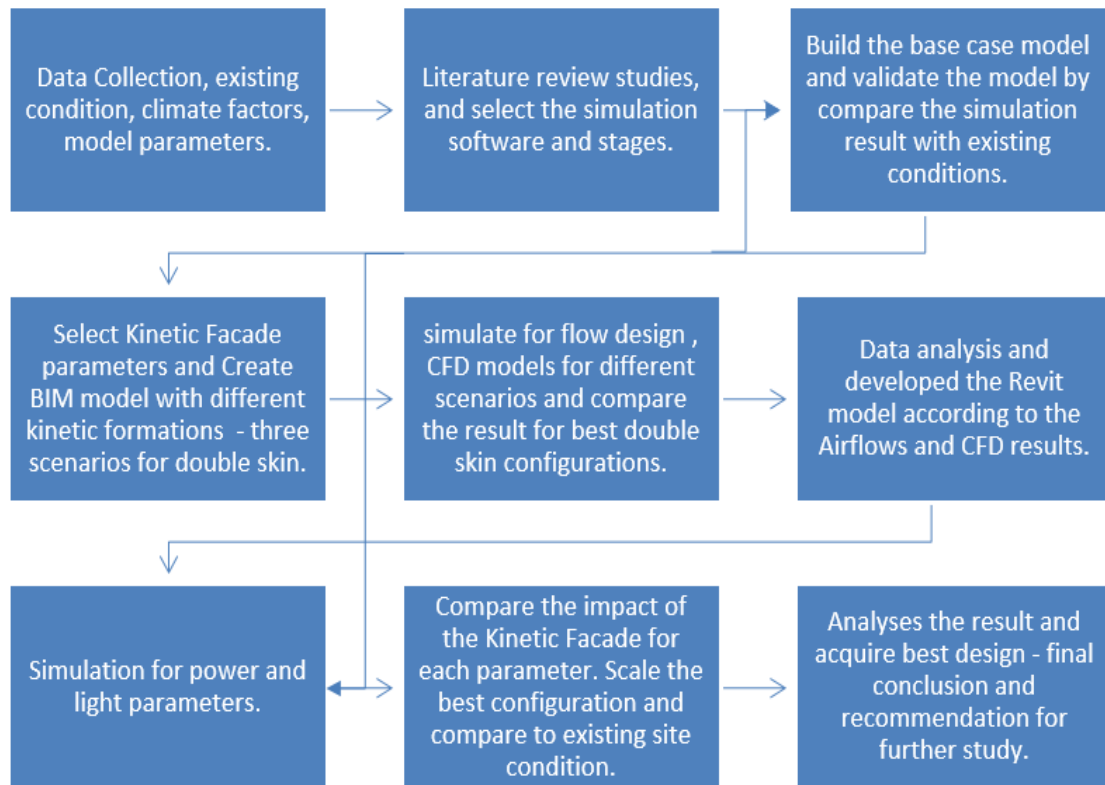 Data Collection, existing
condition, climate factors,
model parameters.
Literature review studies,
and select the simulation
software and stages.
Build the base case model
and validate the model by
compare the simulation
result with existing
conditions.
Select Kinetic Facade
parameters and Create
BIM model with different
kinetic formations  - three
scenarios for double skin.
simulate for flow design ,
CFD models for different
scenarios and compare
the result for best double
skin configurations.
Data analysis and
developed the Revit
model according to the
Airflows and CFD results.
Simulation for power and
light parameters.
Compare the impact of
the Kinetic Facade for
each parameter. Scale the
best configuration and
compare to existing site
condition.
Analyses the result and
acquire best design - final
conclusion and
recommendation for
further study.